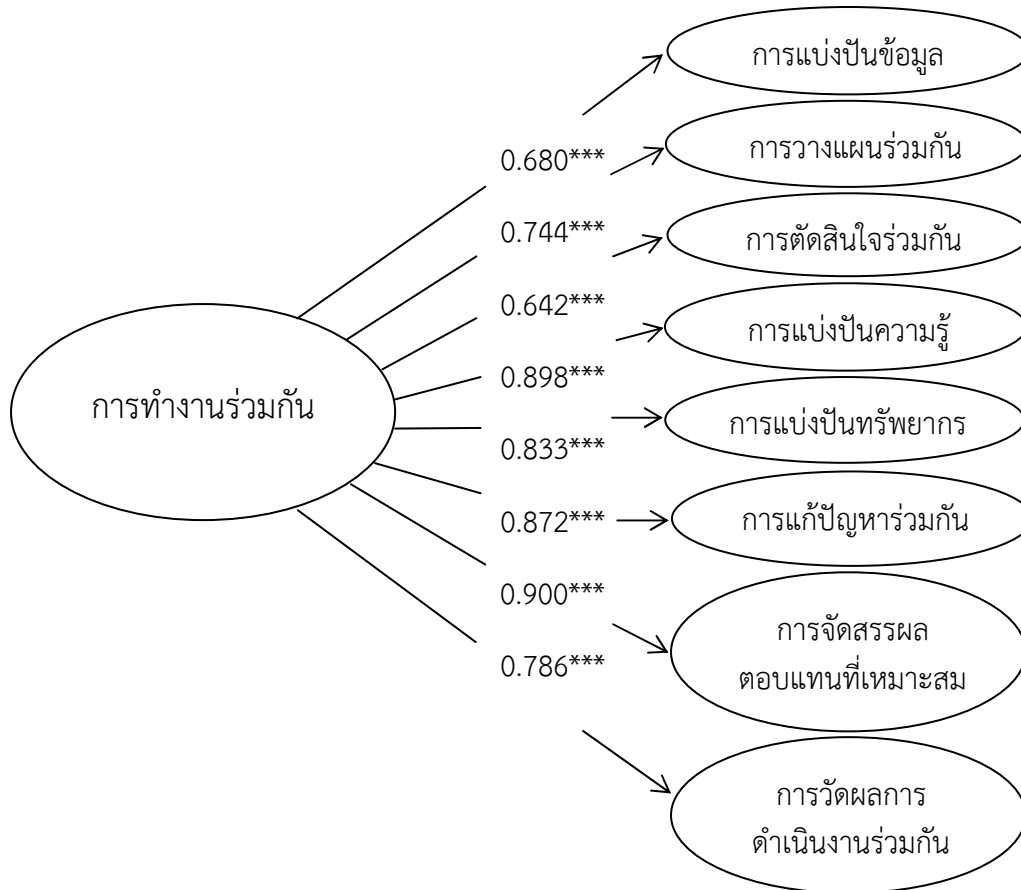 การแบ่งปันข้อมูล
0.680***
การวางแผนร่วมกัน
0.744***
การตัดสินใจร่วมกัน
0.642***
การแบ่งปันความรู้
0.898***
การทำงานร่วมกัน
การแบ่งปันทรัพยากร
0.833***
การแก้ปัญหาร่วมกัน
0.872***
0.900***
การจัดสรรผล
ตอบแทนที่เหมาะสม
0.786***
การวัดผลการ
ดำเนินงานร่วมกัน